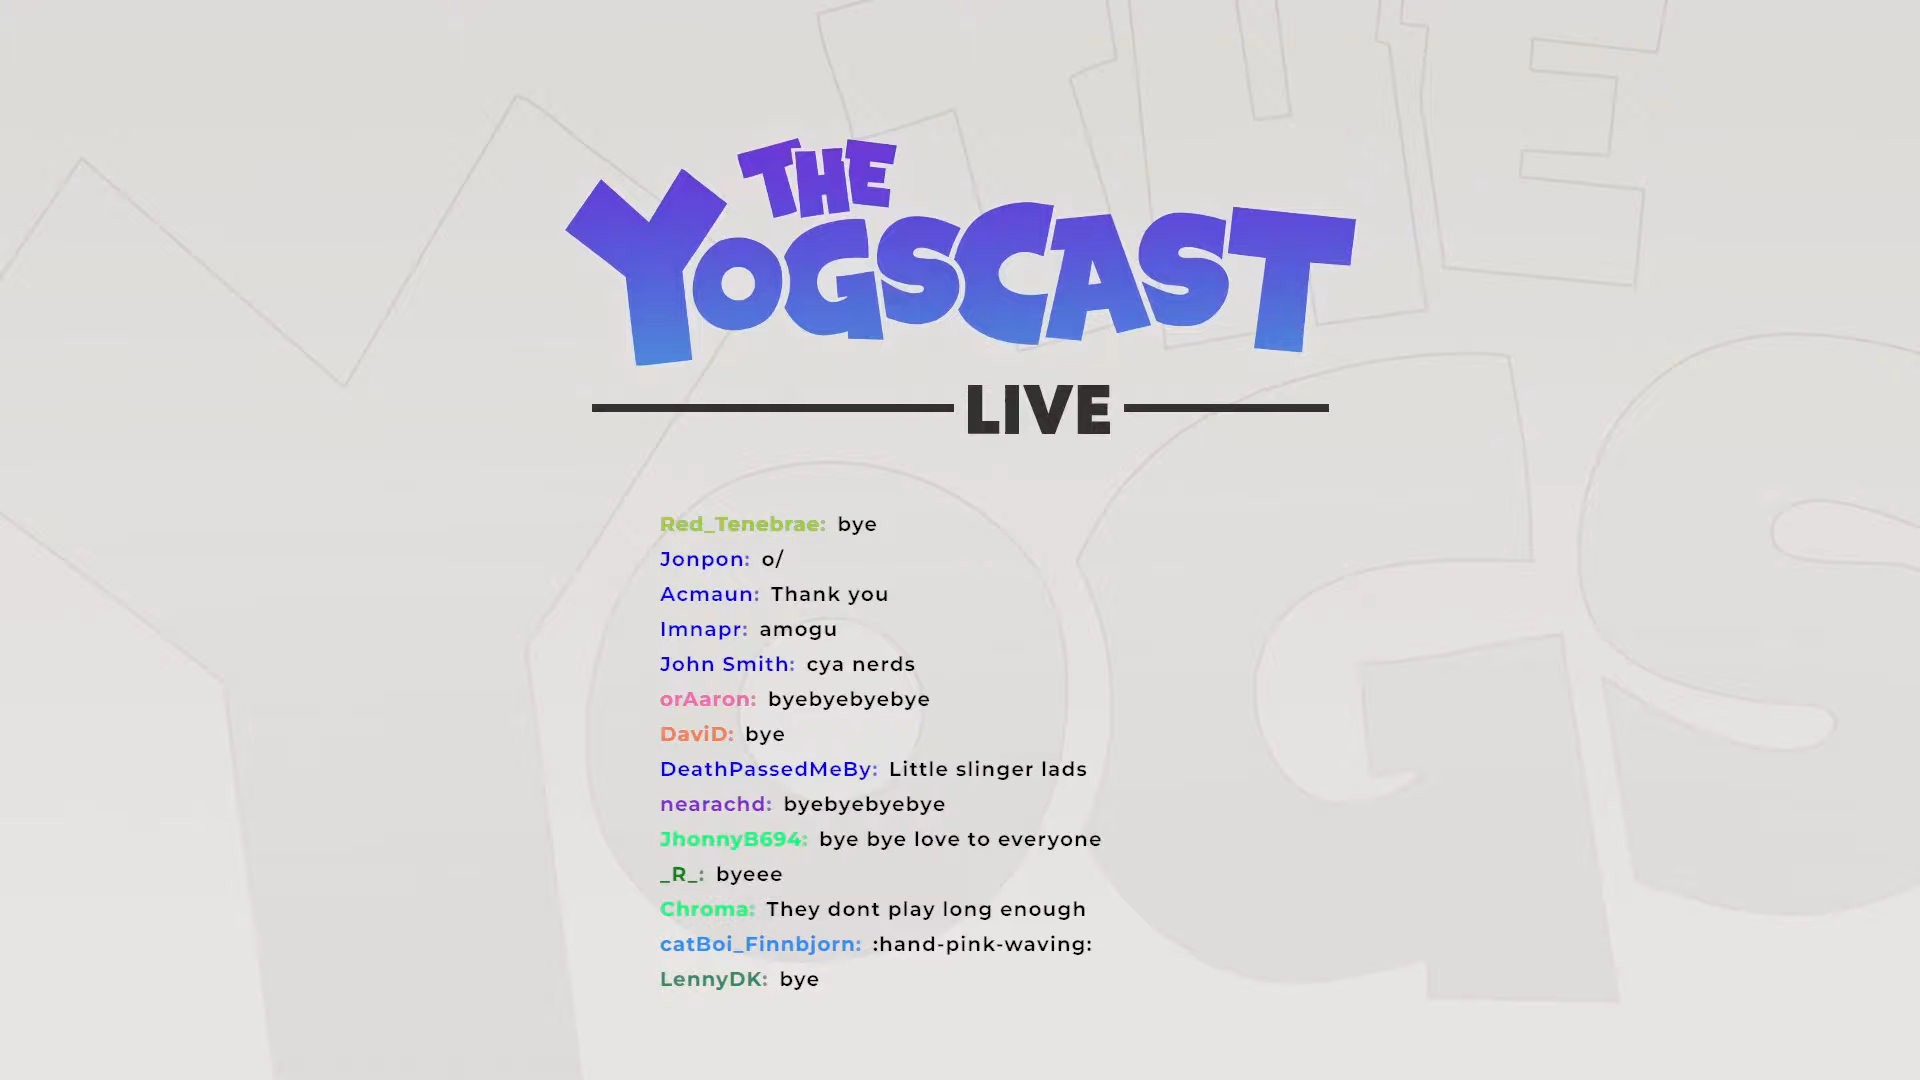 THE
YOGSCAST
LIVE
Red_Tenebrae: bye
Jonpon: o/
Acmaun: Thank you
Imnapr: amogu
John Smith: cya nerds
orAaron: byebyebyebye
DaviD: bye
DeathPassedMeBy: Little slinger lads
nearachd: byebyebyebye
JhonnyB694: bye bye love to everyone
_R_: byeee
Chroma: They dont play long enough
catBoi_Finnbjorn: :hand-pink-waving:
LennyDK: bye